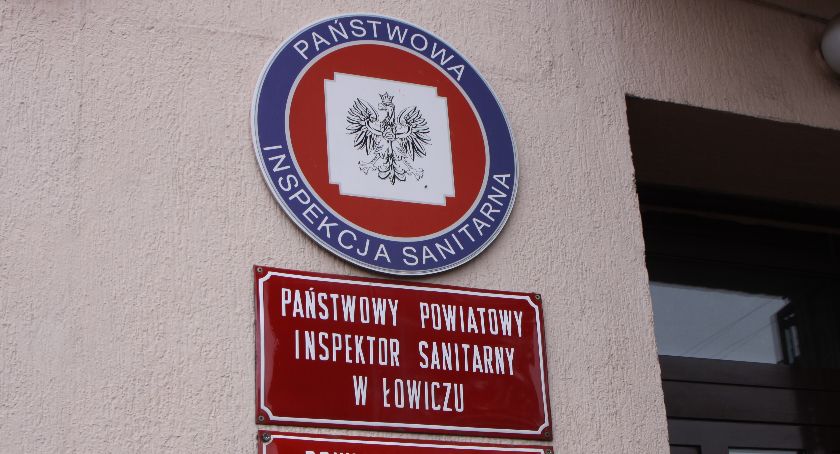 PAŃSTWOWA
INSPEKCJA SANITARNA
PAŃSTWOWY POWIATOWY
INSPEKTOR SANITARNY
W ŁOWICZU